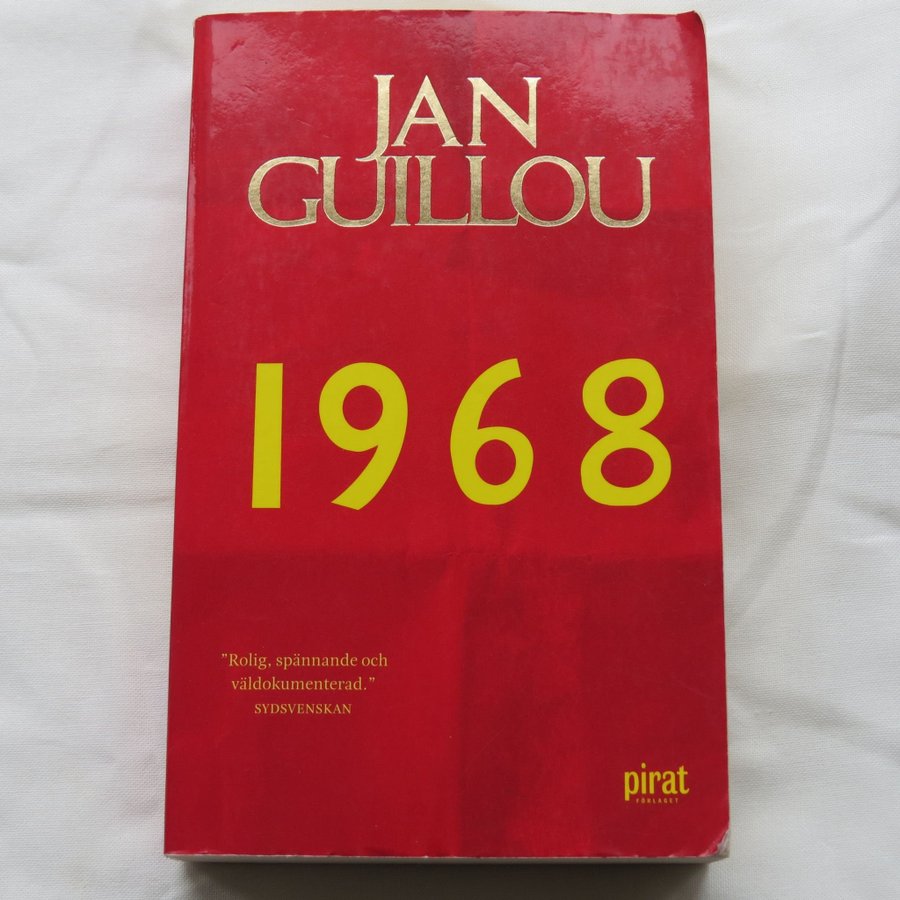 JAN
GUILLOU
1968
”Rolig, spännande och
väldokumenterad.”
SYDSVENSKAN
pirat
FÖRLAGET